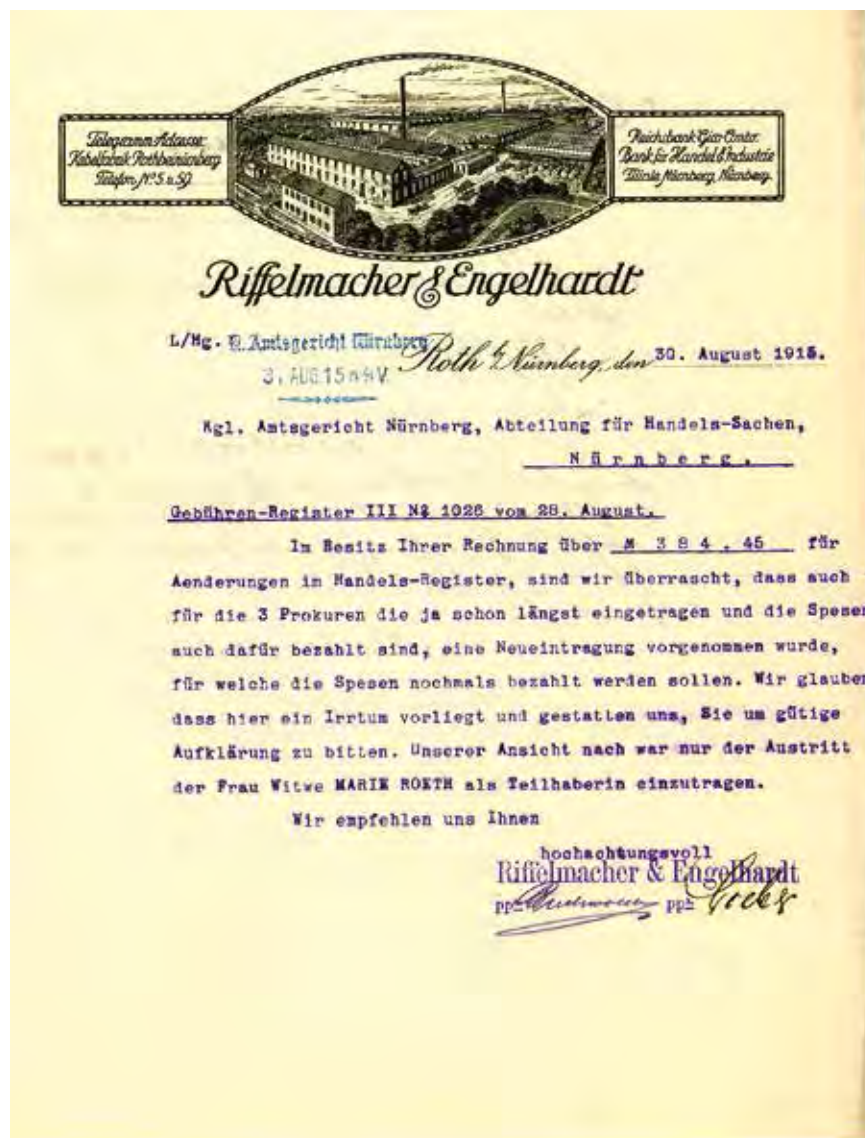 Telegramm-Adresse:
Kabelfabrik Rothbeinürnberg
Telefon Nº 5 u. 59.
Reichsbank-Giro-Conto:
Bank für Handel & Industrie
Filiale Nürnberg, Nürnberg.
Riffelmacher & Engelhardt
L/Hg. K. Amtsgericht Nürnberg
Roth b/ Nürnberg, den 30. August 1915.
3. AUG. 15 N 4V
Kgl. Amtsgericht Nürnberg, Abteilung für Handels-Sachen,
N ü r n b e r g .
Gebühren-Register III Nº 1026 vom 28. August.
Im Besitz Ihrer Rechnung über M 3 8 4 . 45 für
Aenderungen im Handels-Register, sind wir überrascht, dass auch
für die 3 Prokuren die ja schon längst eingetragen und die Spesen
auch dafür bezahlt sind, eine Neueintragung vorgenommen wurde,
für welche die Spesen nochmals bezahlt werden sollen. Wir glauben
dass hier ein Irrtum vorliegt und gestatten uns, Sie um gütige
Aufklärung zu bitten. Unserer Ansicht nach war nur der Austritt
der Frau Witwe MARIE ROETH als Teilhaberin einzutragen.
Wir empfehlen uns Ihnen
hochachtungsvoll
Riffelmacher & Engelhardt
ppa ppa